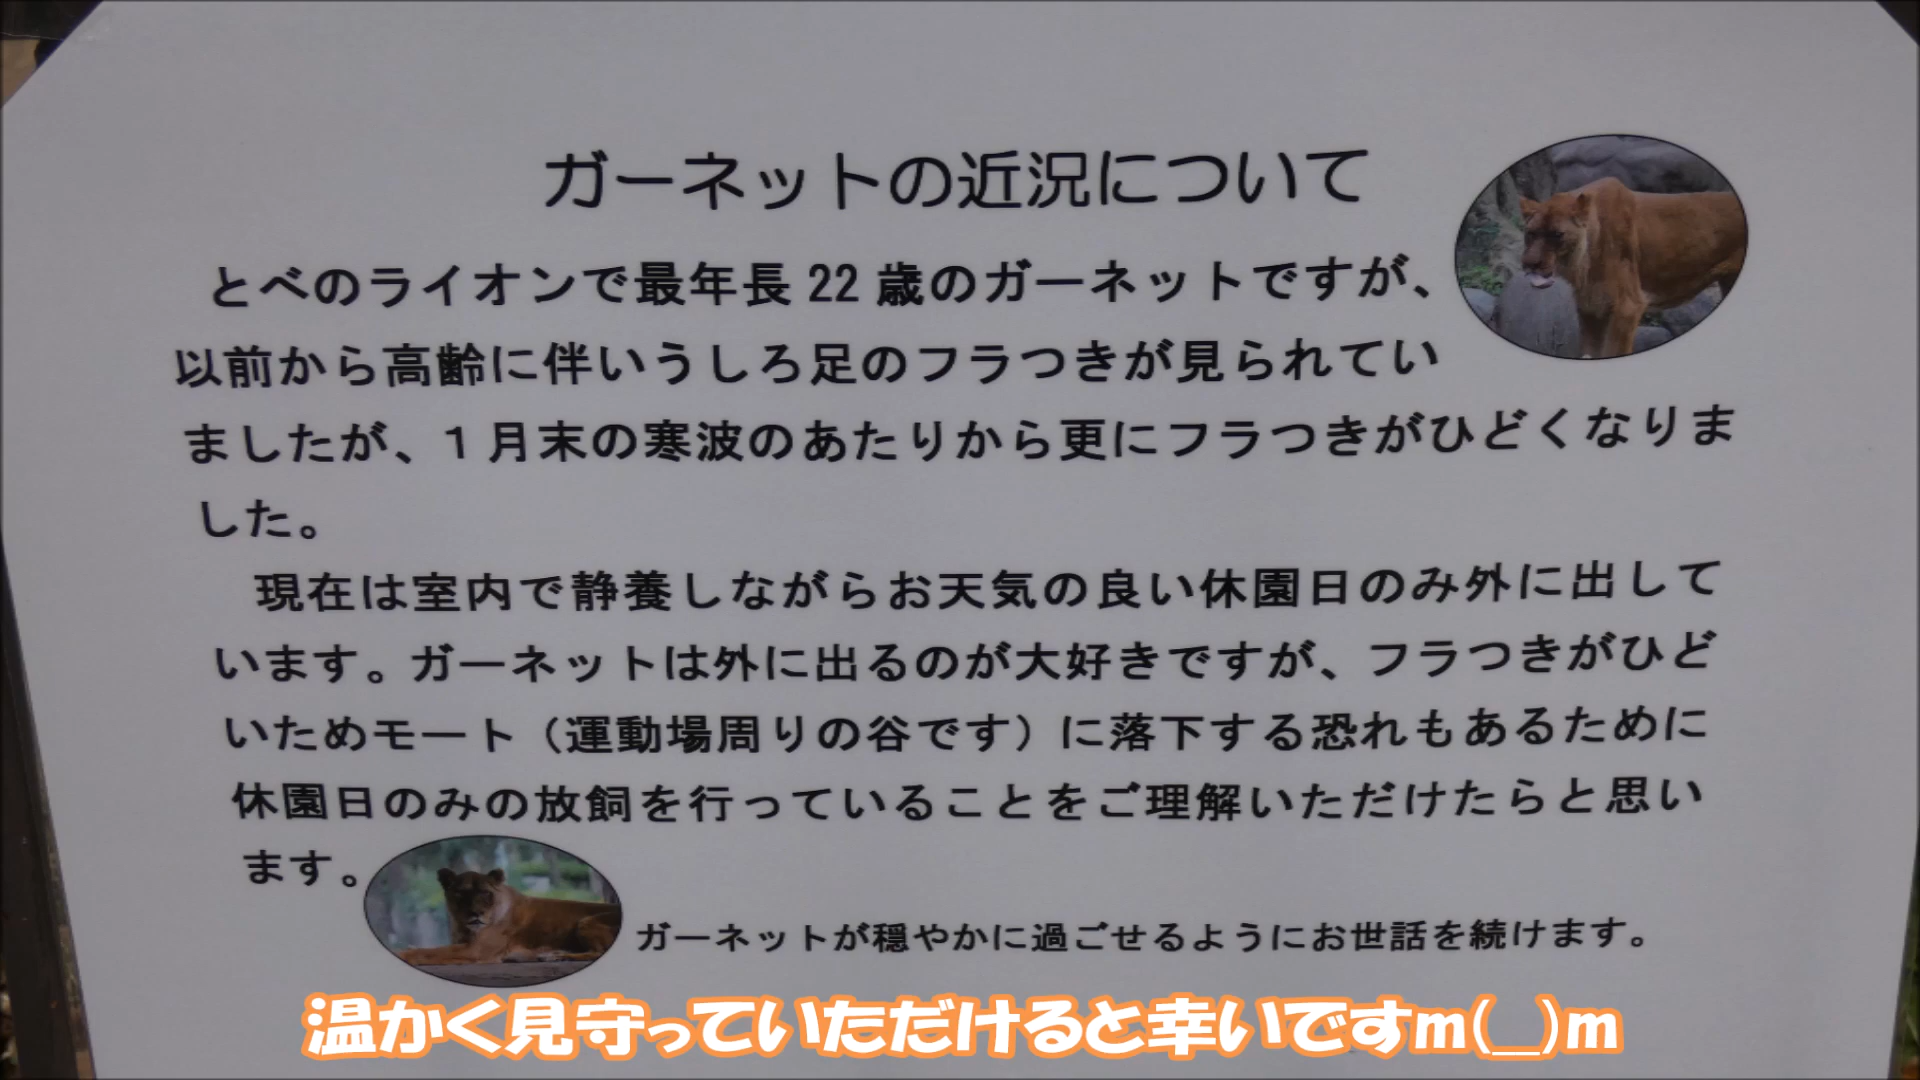 ガーネットの近況について
とべのライオンで最年長22歳のガーネットですが、
以前から高齢に伴いうしろ足のフラつきが見られてい
ましたが、1月末の寒波のあたりから更にフラつきがひどくなりま
した。
現在は室内で静養しながらお天気の良い休園日のみ外に出して
います。ガーネットは外に出るのが大好きですが、フラつきがひど
いためモート（運動場周りの谷です）に落下する恐れもあるために
休園日のみの放飼を行っていることをご理解いただけたらと思い
ます。
ガーネットが穏やかに過ごせるようにお世話を続けます。
温かく見守っていただけると幸いですm(__)m